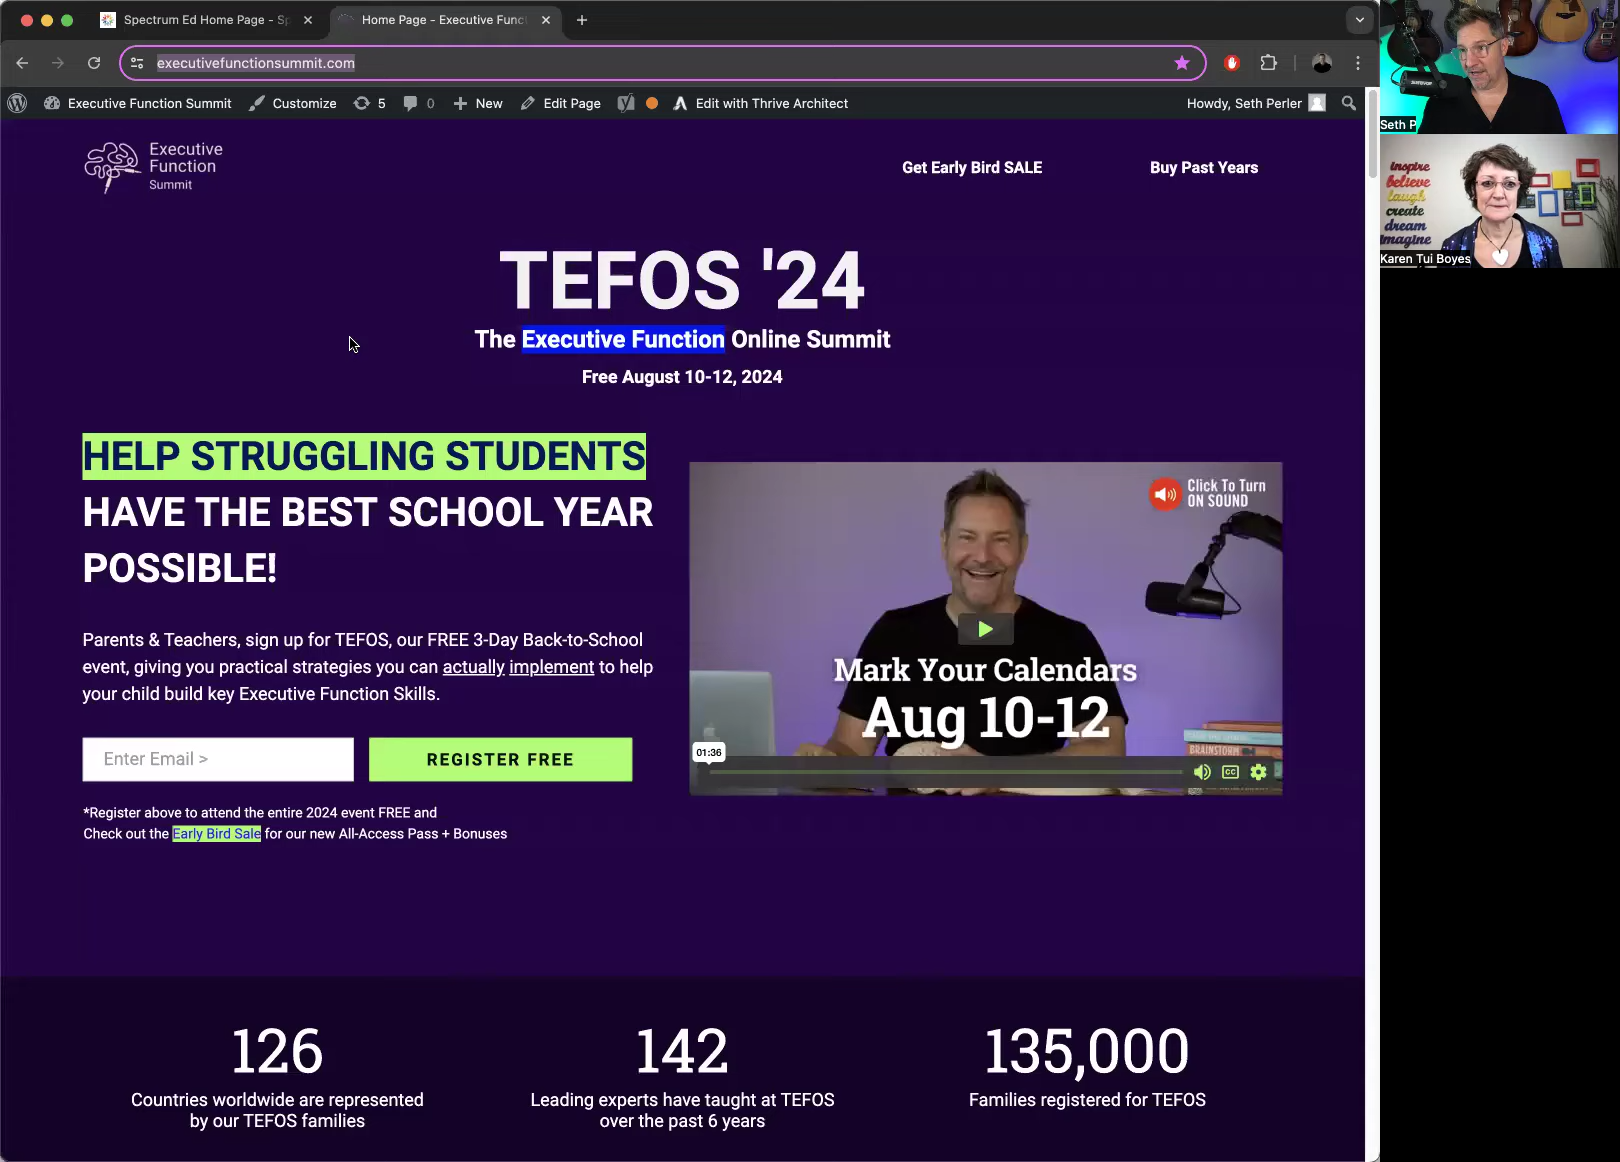 Spectrum Ed Home Page - Sp
Home Page - Executive Func
executivefunctionsummit.com
Executive Function Summit
Customize
5
0
New
Edit Page
Edit with Thrive Architect
Howdy, Seth Perler
Executive
Function
Summit
Get Early Bird SALE
Buy Past Years
TEFOS '24
The Executive Function Online Summit
Free August 10-12, 2024
HELP STRUGGLING STUDENTS
HAVE THE BEST SCHOOL YEAR
POSSIBLE!
Parents & Teachers, sign up for TEFOS, our FREE 3-Day Back-to-School
event, giving you practical strategies you can actually implement to help
your child build key Executive Function Skills.
Enter Email >
REGISTER FREE
*Register above to attend the entire 2024 event FREE and
Check out the Early Bird Sale for our new All-Access Pass + Bonuses
Click To Turn
ON SOUND
Mark Your Calendars
Aug 10-12
BRAINSTORM
01:36
CC
126
Countries worldwide are represented
by our TEFOS families
142
Leading experts have taught at TEFOS
over the past 6 years
135,000
Families registered for TEFOS
Seth P
inspire
believe
laugh
create
dream
imagine
Karen Tui Boyes